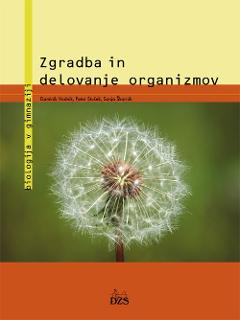 Zgradba in
delovanje organizmov
Dominik Vodnik, Peter Stušek, Sonja Škornik
biologija v gimnaziji
DZS